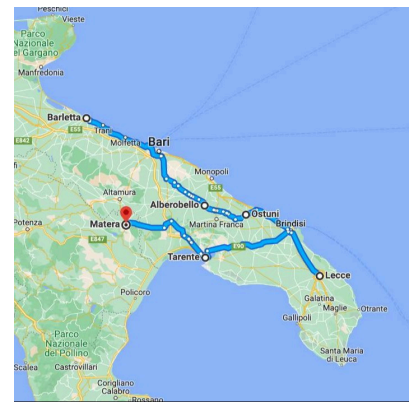 Peschici
Vieste
Parco
Nazionale
del Gargano
Manfredonia
Barletta
Trani
E55
Molfetta
Bari
E842
Monopoli
E55
Altamura
Alberobello
Ostuni
Martina Franca
Brindisi
Potenza
Matera
E847
E90
Tarente
Lecce
Policoro
Galatina
Maglie
Otrante
Gallipoli
Parco
Nazionale
del Pollino
Santa Maria
di Leuca
Scalea
Castrovillari
Corigliano
Calabro
Rossano